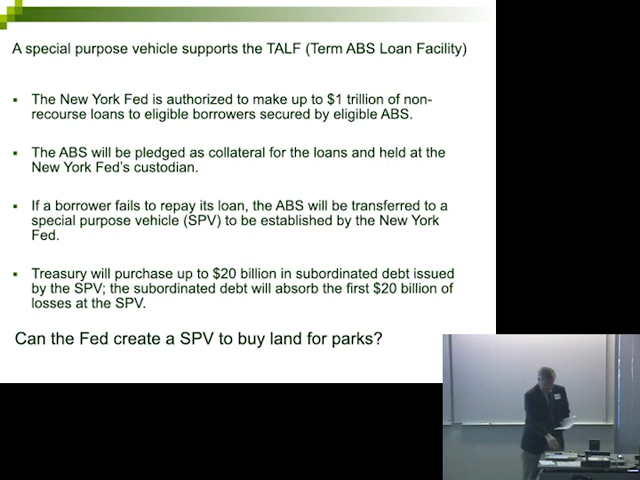 A special purpose vehicle supports the TALF (Term ABS Loan Facility)
▪ The New York Fed is authorized to make up to $1 trillion of non-
recourse loans to eligible borrowers secured by eligible ABS.
▪ The ABS will be pledged as collateral for the loans and held at the
New York Fed's custodian.
▪ If a borrower fails to repay its loan, the ABS will be transferred to a
special purpose vehicle (SPV) to be established by the New York
Fed.
▪ Treasury will purchase up to $20 billion in subordinated debt issued
by the SPV; the subordinated debt will absorb the first $20 billion of
losses at the SPV.
Can the Fed create a SPV to buy land for parks?